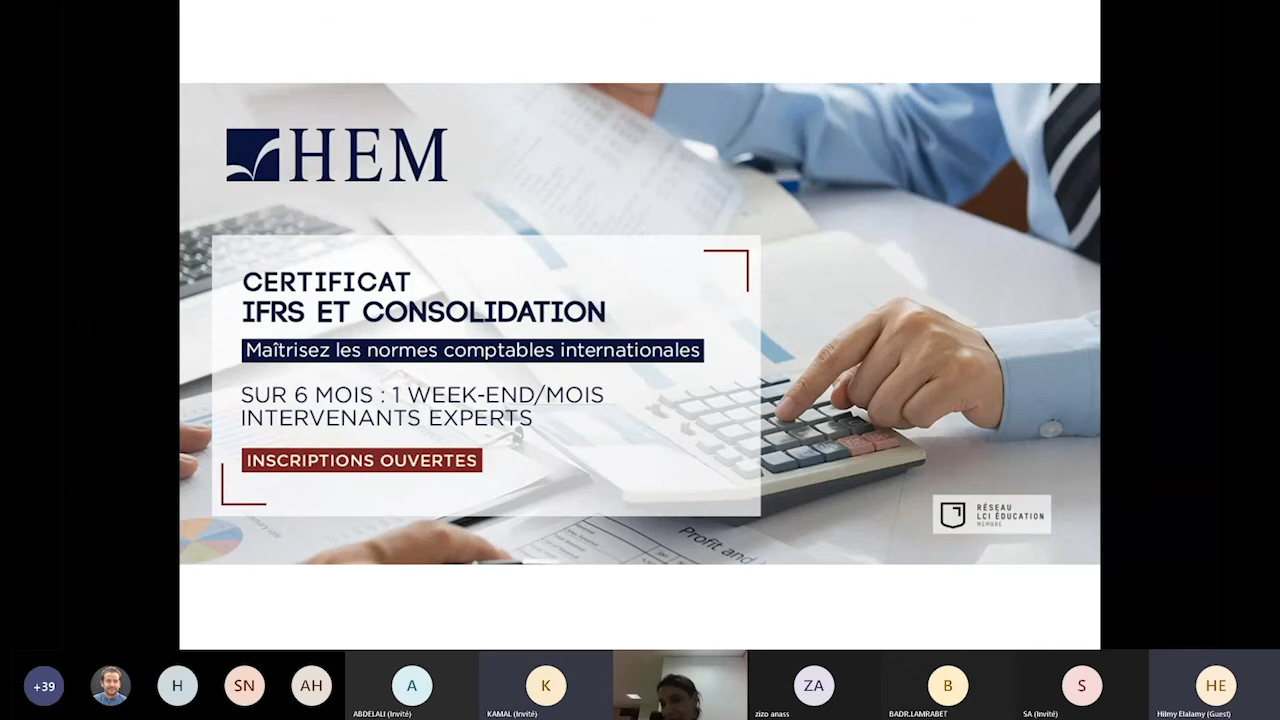 HEM
CERTIFICAT
IFRS ET CONSOLIDATION
Maîtrisez les normes comptables internationales
SUR 6 MOIS : 1 WEEK-END/MOIS
INTERVENANTS EXPERTS
INSCRIPTIONS OUVERTES
RÉSEAU
LCI ÉDUCATION
MEMBRE
Profit and
+39
H
SN
AH
A
K
ZA
B
S
HE
ABDELALI (Invité)
KAMAL (Invité)
zizo anass
BADR.LAMRABET
SA (Invité)
Hilmy Elalamy (Guest)